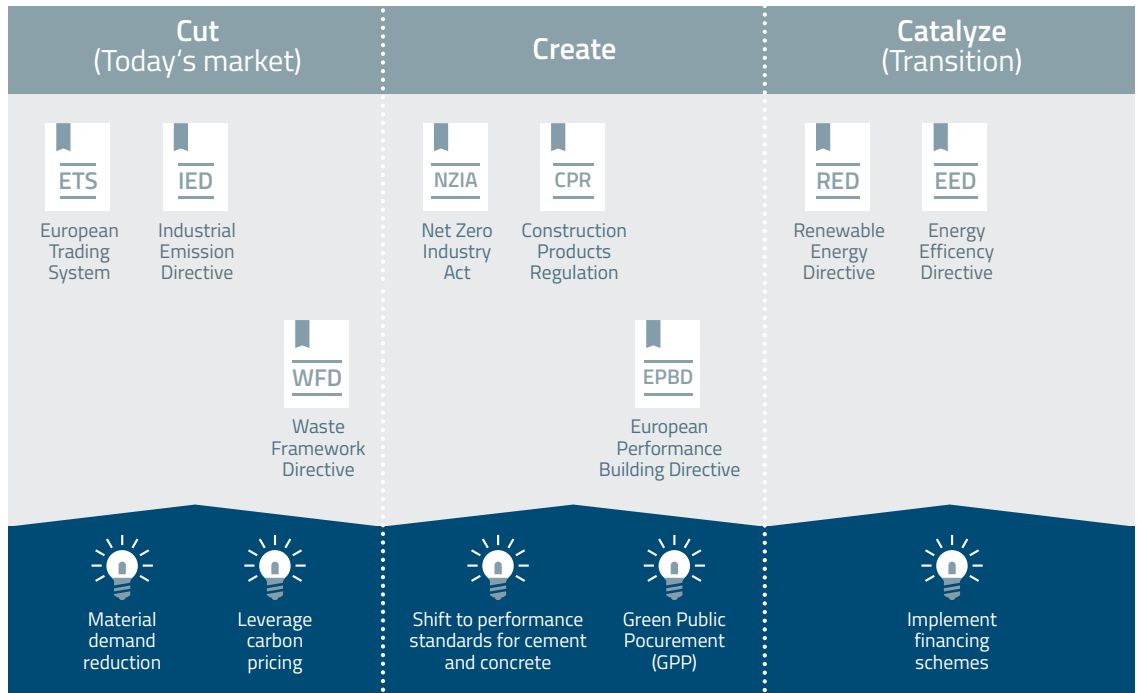 Cut
(Today‘s market)
Create
Catalyze
(Transition)
ETS
European
Trading
System
IED
Industrial
Emission
Directive
WFD
Waste
Framework
Directive
NZIA
Net Zero
Industry
Act
CPR
Construction
Products
Regulation
EPBD
European
Performance
Building Directive
RED
Renewable
Energy
Directive
EED
Energy
Efficency
Directive
Material
demand
reduction
Leverage
carbon
pricing
Shift to performance
standards for cement
and concrete
Green Public
Pocurement
(GPP)
Implement
financing
schemes